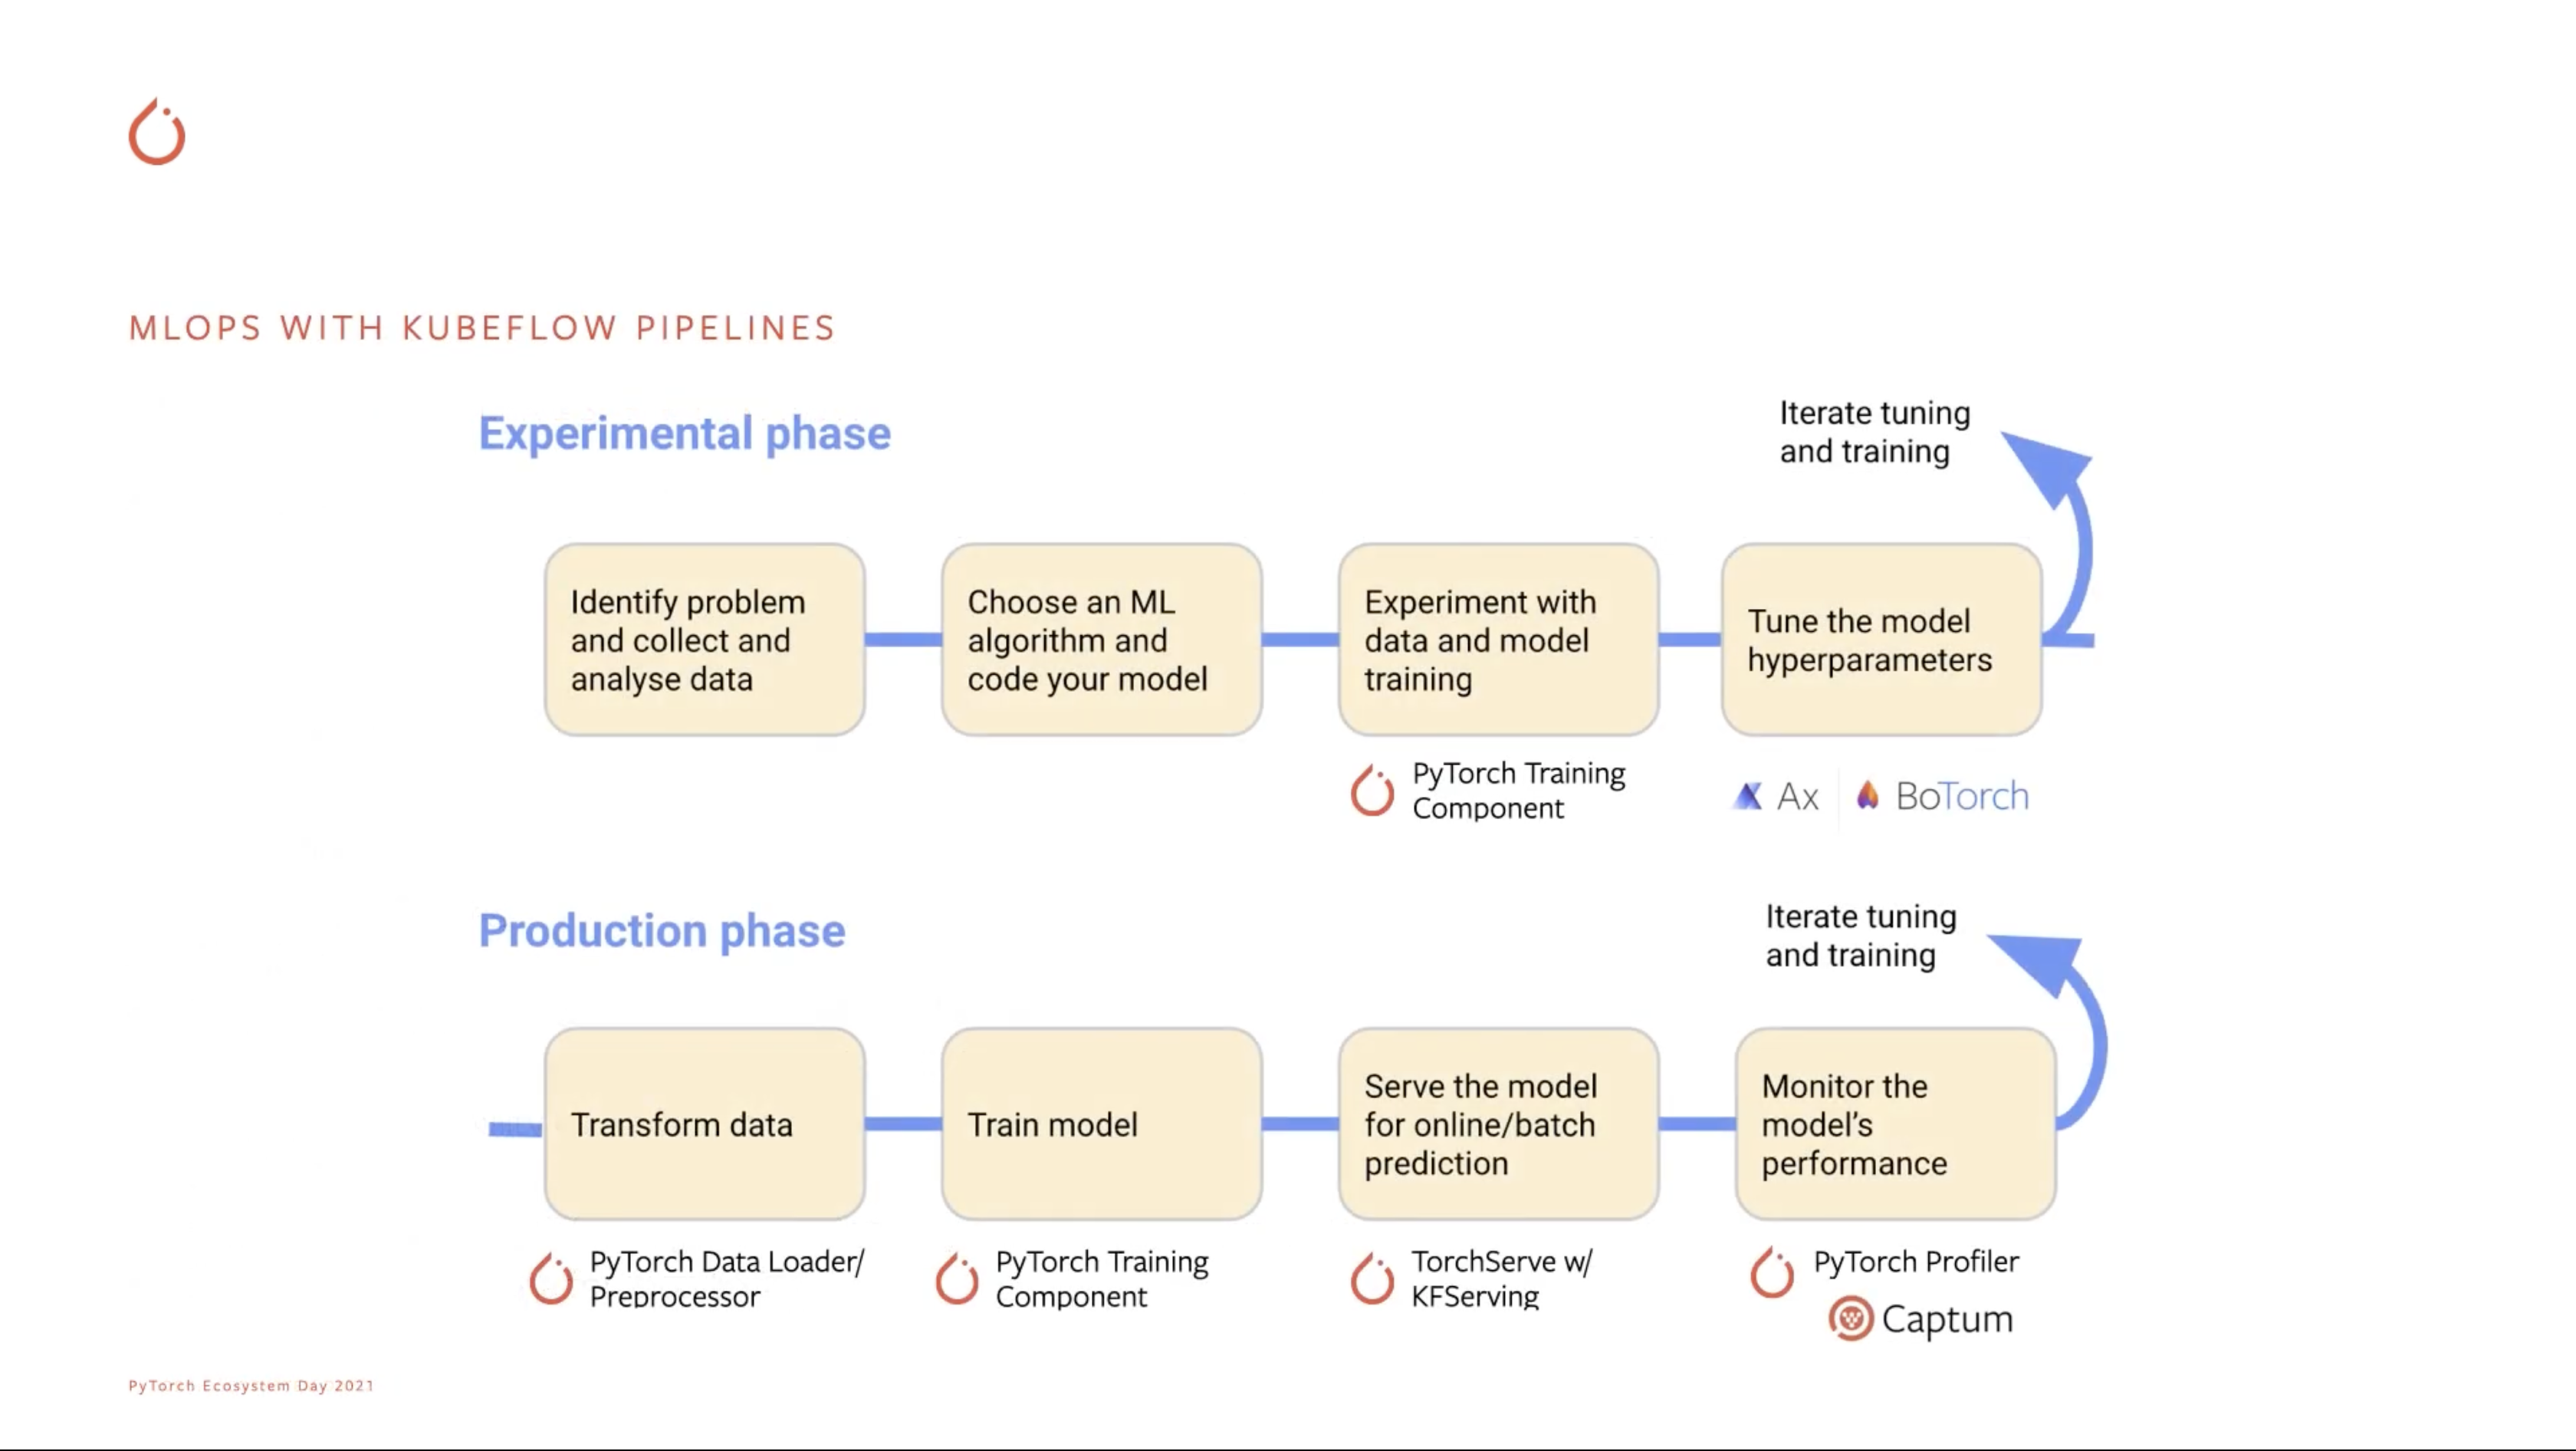 MLOPS WITH KUBEFLOW PIPELINES
Experimental phase
Iterate tuning
and training
Identify problem
and collect and
analyse data
Choose an ML
algorithm and
code your model
Experiment with
data and model
training
Tune the model
hyperparameters
PyTorch Training
Component
Ax
BoTorch
Production phase
Iterate tuning
and training
Transform data
Train model
Serve the model
for online/batch
prediction
Monitor the
model’s
performance
PyTorch Data Loader/
Preprocessor
PyTorch Training
Component
TorchServe w/
KFServing
PyTorch Profiler
Captum
PyTorch Ecosystem Day 2021